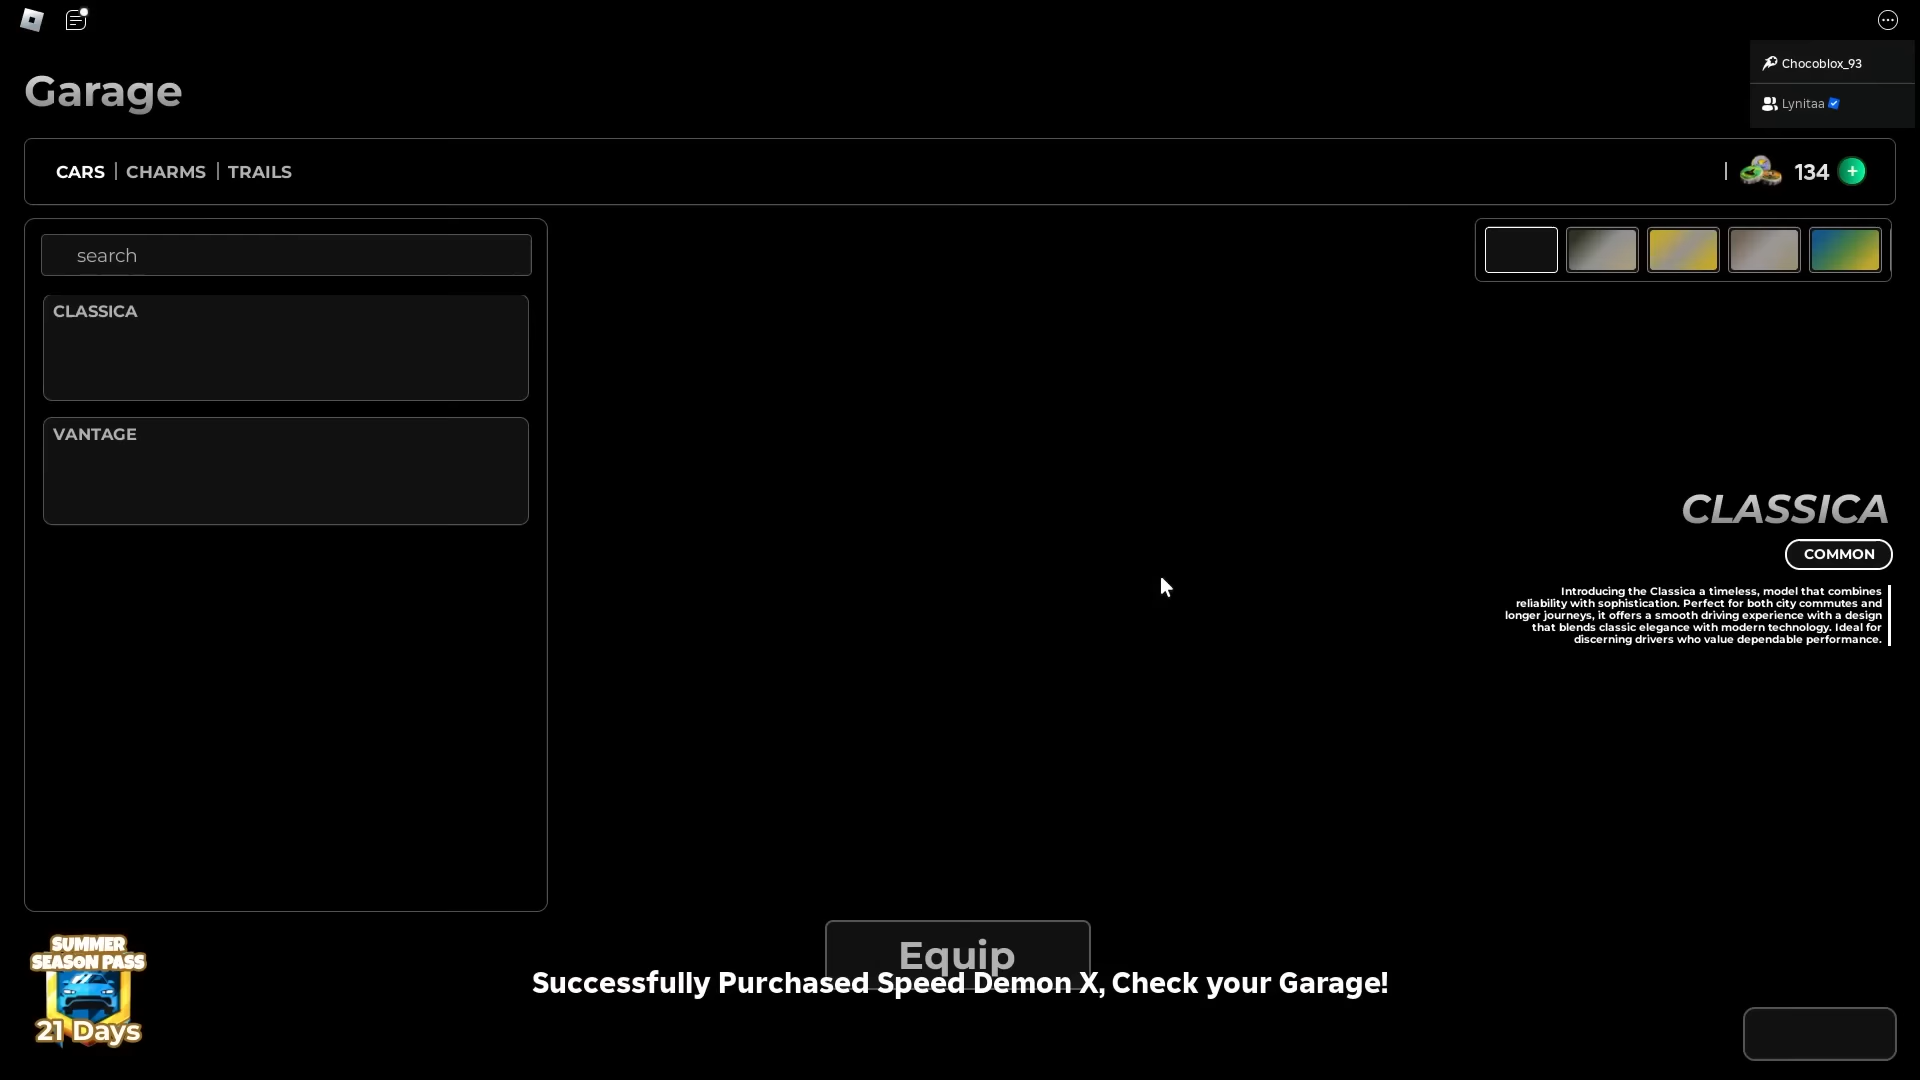 Chocoblox_93
Lynitaa
Garage
CARS | CHARMS | TRAILS
| 134 +
search
CLASSICA
VANTAGE
CLASSICA
COMMON
Introducing the Classica a timeless, model that combines
reliability with sophistication. Perfect for both city commutes and
longer journeys, it offers a smooth driving experience with a design
that blends classic elegance with modern technology. Ideal for
discerning drivers who value dependable performance.
Equip
Successfully Purchased Speed Demon X, Check your Garage!
SUMMER
SEASON PASS
21 Days